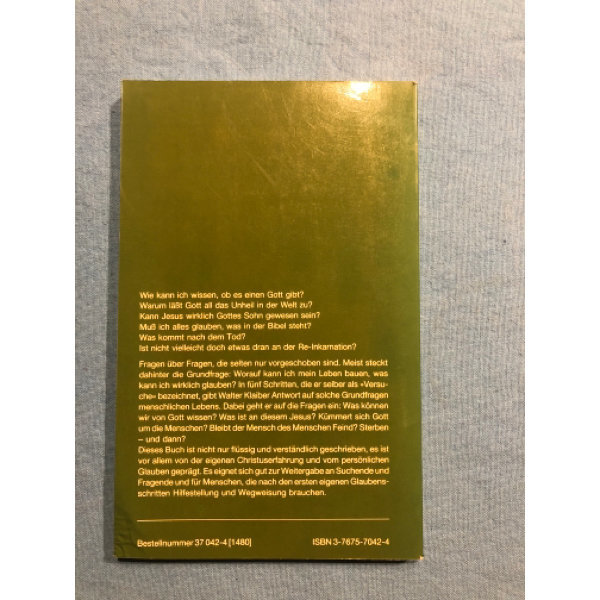 Wie kann ich wissen, ob es einen Gott gibt?
Warum läßt Gott all das Unheil in der Welt zu?
Kann Jesus wirklich Gottes Sohn gewesen sein?
Muß ich alles glauben, was in der Bibel steht?
Was kommt nach dem Tod?
Ist nicht vielleicht doch etwas dran an der Re-Inkarnation?
Fragen über Fragen, die selten nur vorgeschoben sind. Meist steckt
dahinter die Grundfrage: Worauf kann ich mein Leben bauen, was
kann ich wirklich glauben? In fünf Schritten, die er selber als »Versu-
che« bezeichnet, gibt Walter Klaiber Antwort auf solche Grundfragen
menschlichen Lebens. Dabei geht er auf die Fragen ein: Was können
wir von Gott wissen? Was ist an diesem Jesus? Kümmert sich Gott
um die Menschen? Bleibt der Mensch des Menschen Feind? Sterben
– und dann?
Dieses Buch ist nicht nur flüssig und verständlich geschrieben, es ist
vor allem von der eigenen Christuserfahrung und vom persönlichen
Glauben geprägt. Es eignet sich gut zur Weitergabe an Suchende und
Fragende und für Menschen, die nach den ersten eigenen Glaubens-
schritten Hilfestellung und Wegweisung brauchen.
Bestellnummer 37 042-4 [1480] ISBN 3-7675-7042-4